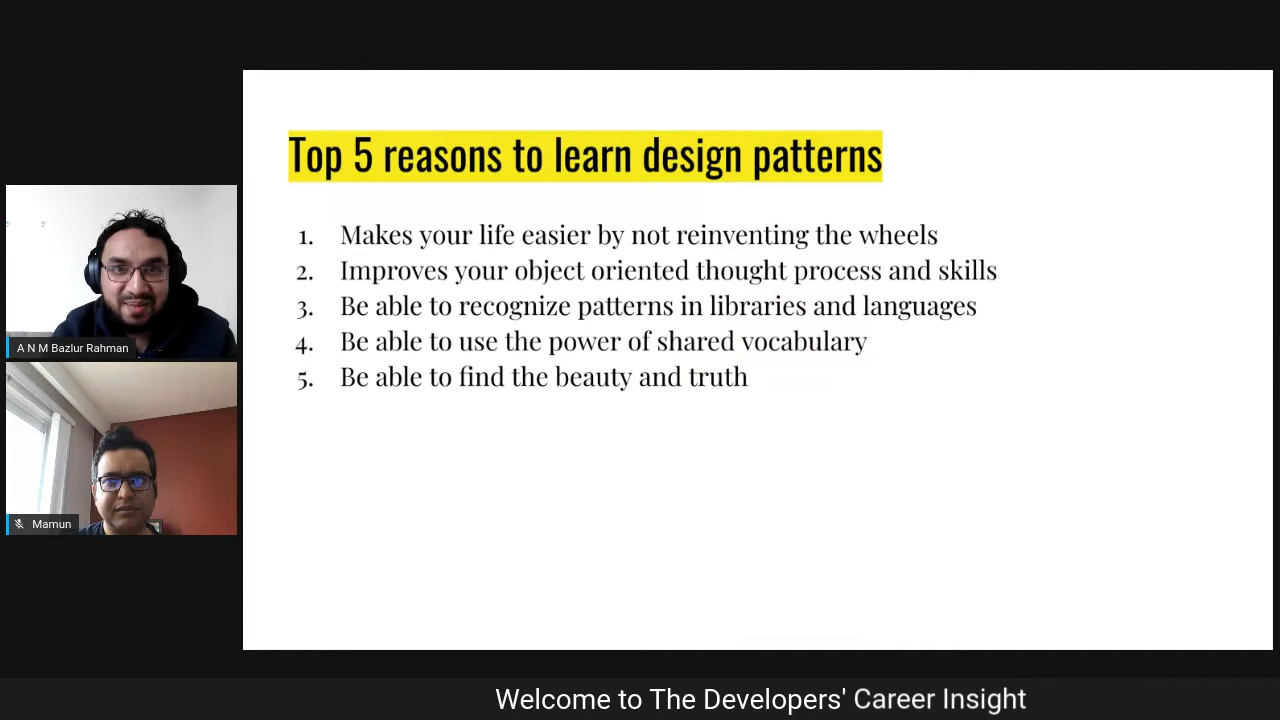 Top 5 reasons to learn design patterns
1. Makes your life easier by not reinventing the wheels
2. Improves your object oriented thought process and skills
3. Be able to recognize patterns in libraries and languages
4. Be able to use the power of shared vocabulary
5. Be able to find the beauty and truth
A N M Bazlur Rahman
Mamun
Welcome to The Developers' Career Insight